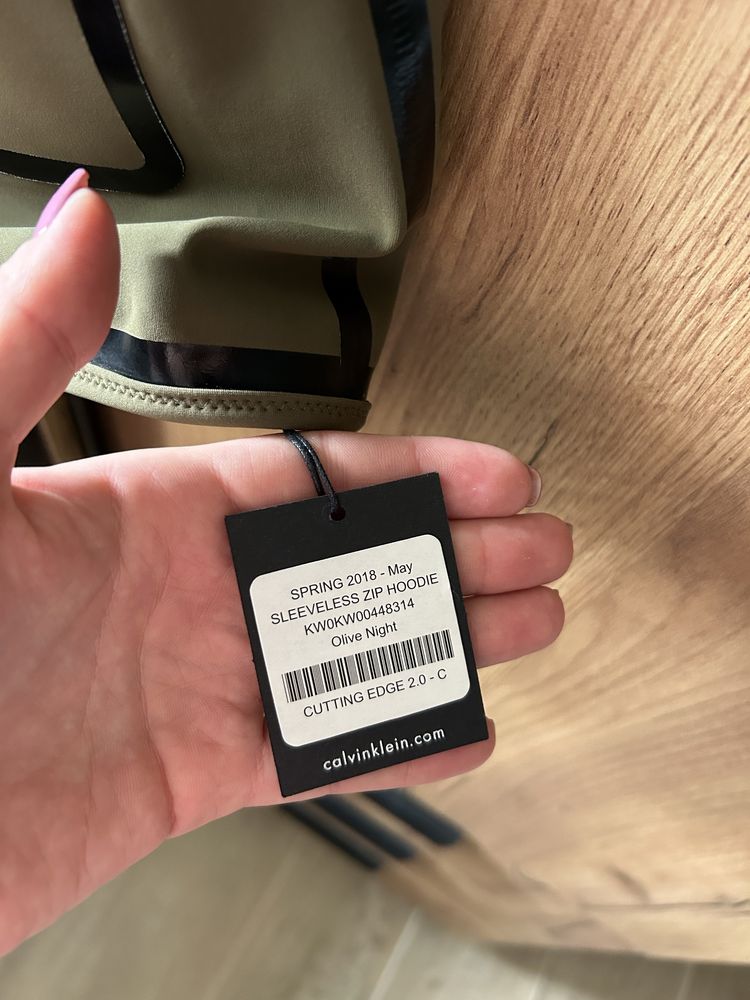 SPRING 2018 - May
SLEEVELESS ZIP HOODIE
KW0KW00448314
Olive Night
CUTTING EDGE 2.0 - C
calvinklein.com